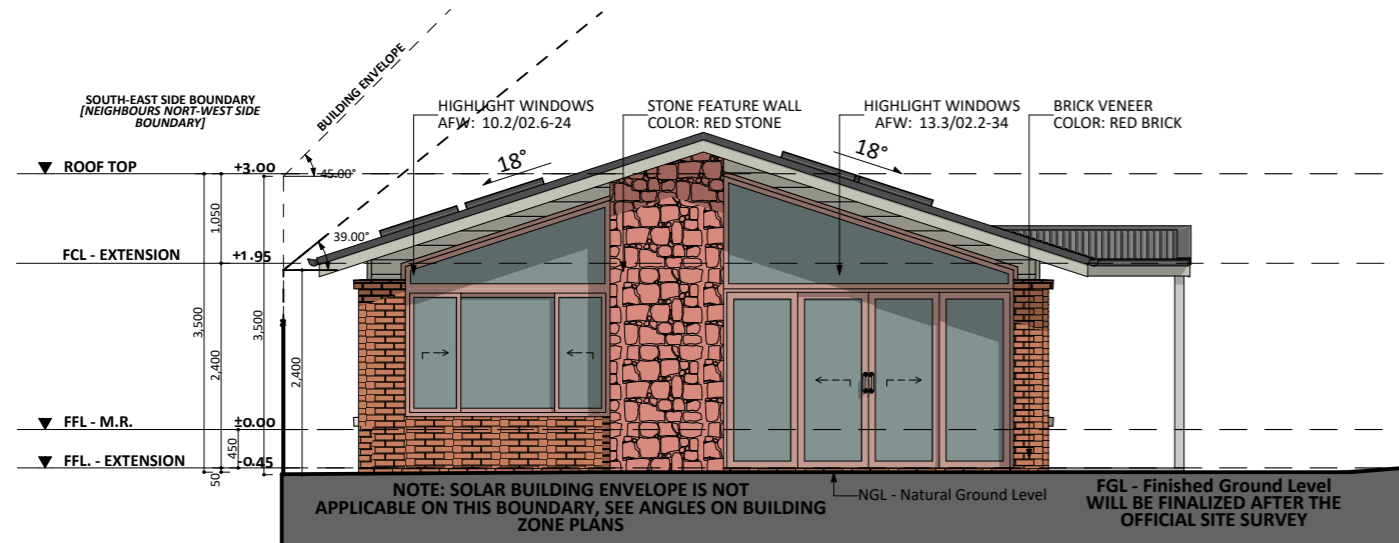 BUILDING ENVELOPE
SOUTH-EAST SIDE BOUNDARY
[NEIGHBOURS NORT-WEST SIDE
BOUNDARY]
HIGHLIGHT WINDOWS
AFW: 10.2/02.6-24
STONE FEATURE WALL
COLOR: RED STONE
HIGHLIGHT WINDOWS
AFW: 13.3/02.2-34
BRICK VENEER
COLOR: RED BRICK
ROOF TOP
+3.00
45.00°
18°
18°
1,050
39.00°
FCL - EXTENSION
+1.95
3,500
2,400
3,500
2,400
FFL - M.R.
±0.00
450
FFL. - EXTENSION
-0.45
50
NOTE: SOLAR BUILDING ENVELOPE IS NOT
APPLICABLE ON THIS BOUNDARY, SEE ANGLES ON BUILDING
ZONE PLANS
NGL - Natural Ground Level
FGL - Finished Ground Level
WILL BE FINALIZED AFTER THE
OFFICIAL SITE SURVEY